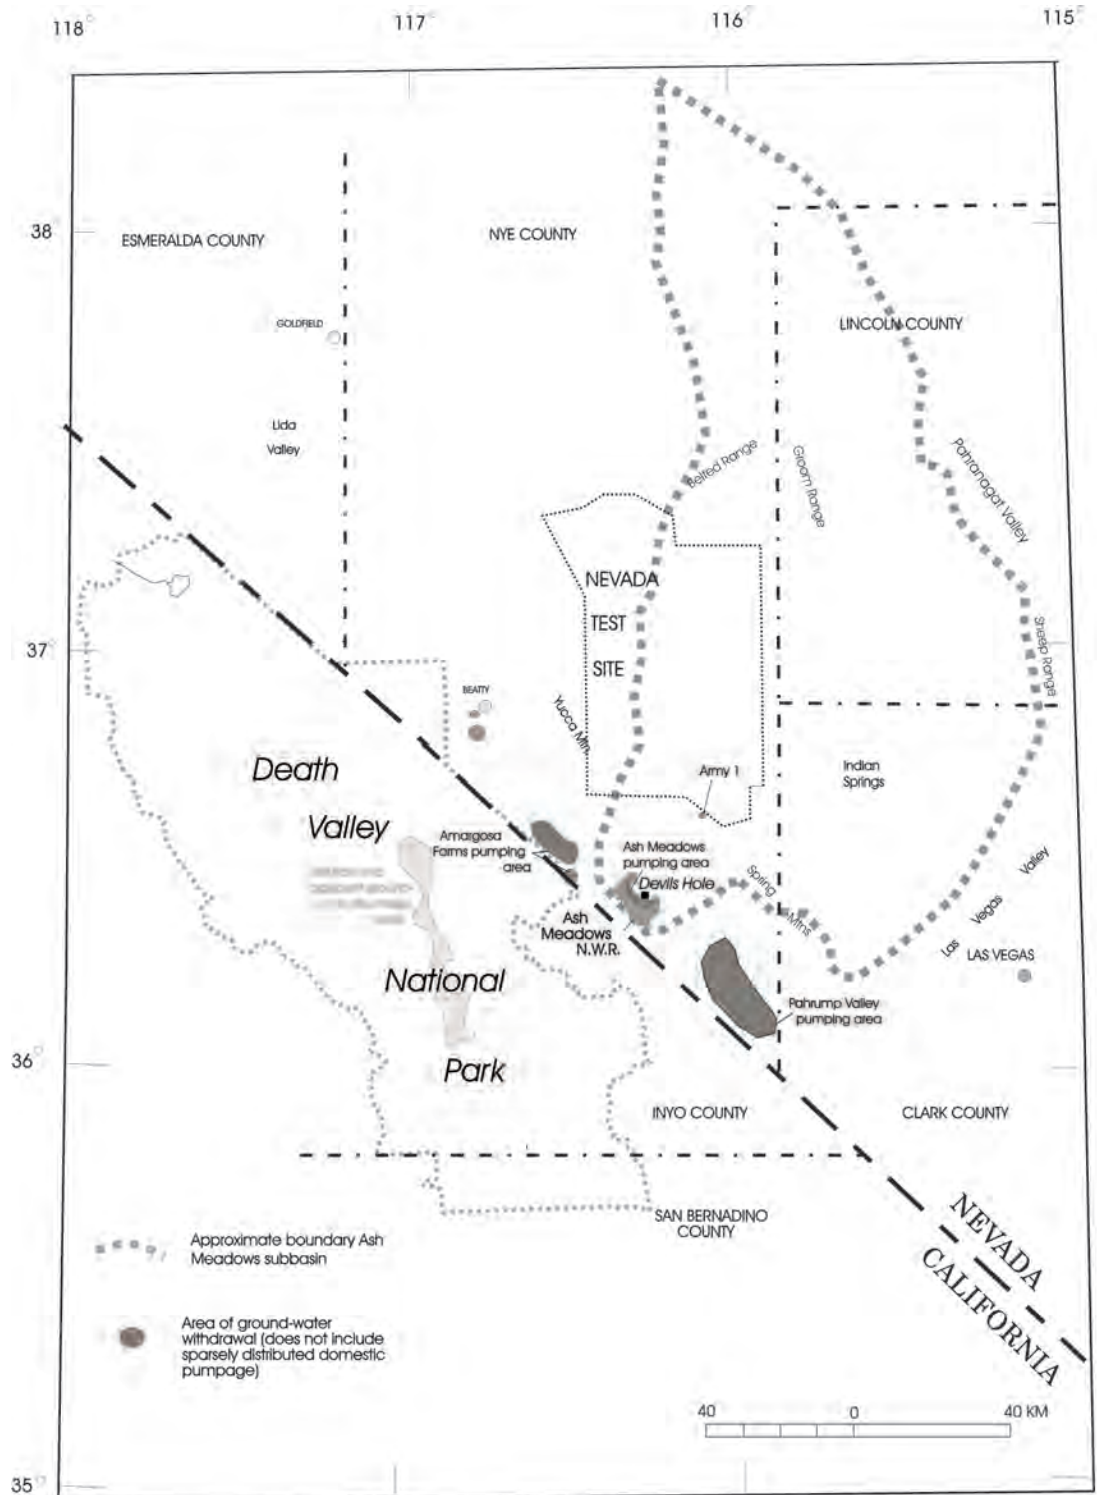 118°
117°
116°
115°
38°
ESMERALDA COUNTY
NYE COUNTY
LINCOLN COUNTY
GOLDFIELD
Lida
Valley
Belted Range
Groom Range
Pahranagat Valley
NEVADA
TEST
SITE
37°
Sheep Range
BEATTY
Yucca Mtn.
Death
Valley
National
Park
Army 1
Indian
Springs
Amargosa
Farms pumping
area
Ash Meadows
pumping area
Devils Hole
Ash
Meadows
N.W.R.
Spring
Mtns
Las Vegas Valley
LAS VEGAS
Pahrump Valley
pumping area
36°
INYO COUNTY
CLARK COUNTY
SAN BERNADINO
COUNTY
NEVADA
CALIFORNIA
Approximate boundary Ash
Meadows subbasin
Area of ground-water
withdrawal (does not include
sparsely distributed domestic
pumpage)
40 0 40 KM
35°